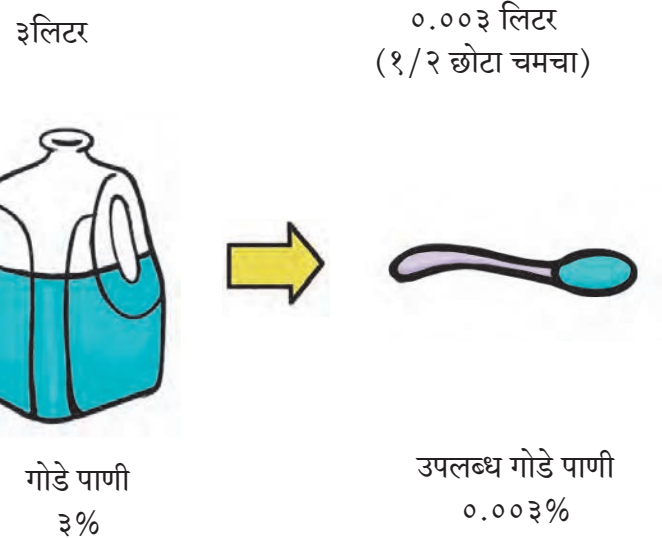 ३लिटर
०.००३ लिटर
(१/२ छोटा चमचा)
गोडे पाणी
३%
उपलब्ध गोडे पाणी
०.००३%